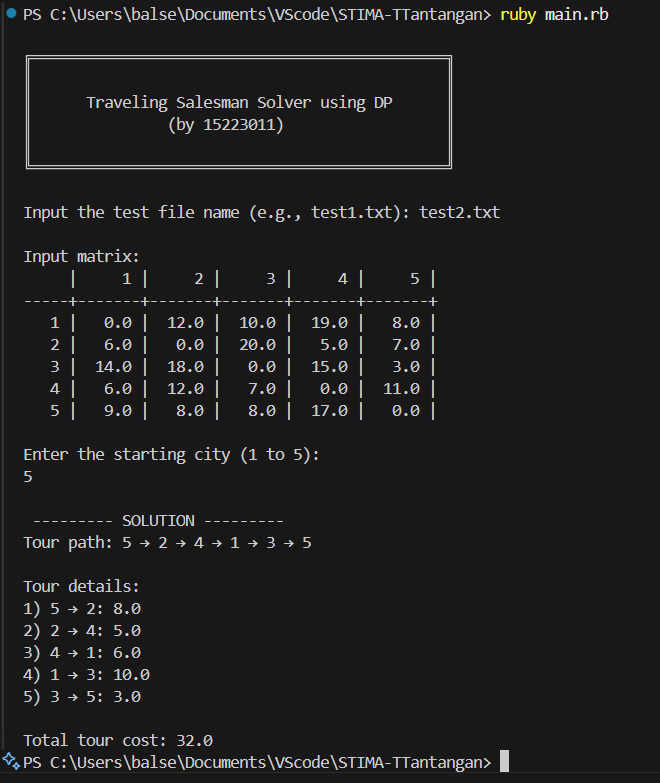 PS C:\Users\balse\Documents\VScode\STIMA-TTantangan> ruby main.rb
Traveling Salesman Solver using DP
(by 15223011)
Input the test file name (e.g., test1.txt): test2.txt
Input matrix:
     |     1 |     2 |     3 |     4 |     5 |
-----+-------+-------+-------+-------+-------+
   1 |   0.0 |  12.0 |  10.0 |  19.0 |   8.0 |
   2 |   6.0 |   0.0 |  20.0 |   5.0 |   7.0 |
   3 |  14.0 |  18.0 |   0.0 |  15.0 |   3.0 |
   4 |   6.0 |  12.0 |   7.0 |   0.0 |  11.0 |
   5 |   9.0 |   8.0 |   8.0 |  17.0 |   0.0 |
Enter the starting city (1 to 5):
5
 --------- SOLUTION ---------
Tour path: 5 → 2 → 4 → 1 → 3 → 5
Tour details:
1) 5 → 2: 8.0
2) 2 → 4: 5.0
3) 4 → 1: 6.0
4) 1 → 3: 10.0
5) 3 → 5: 3.0
Total tour cost: 32.0
PS C:\Users\balse\Documents\VScode\STIMA-TTantangan>